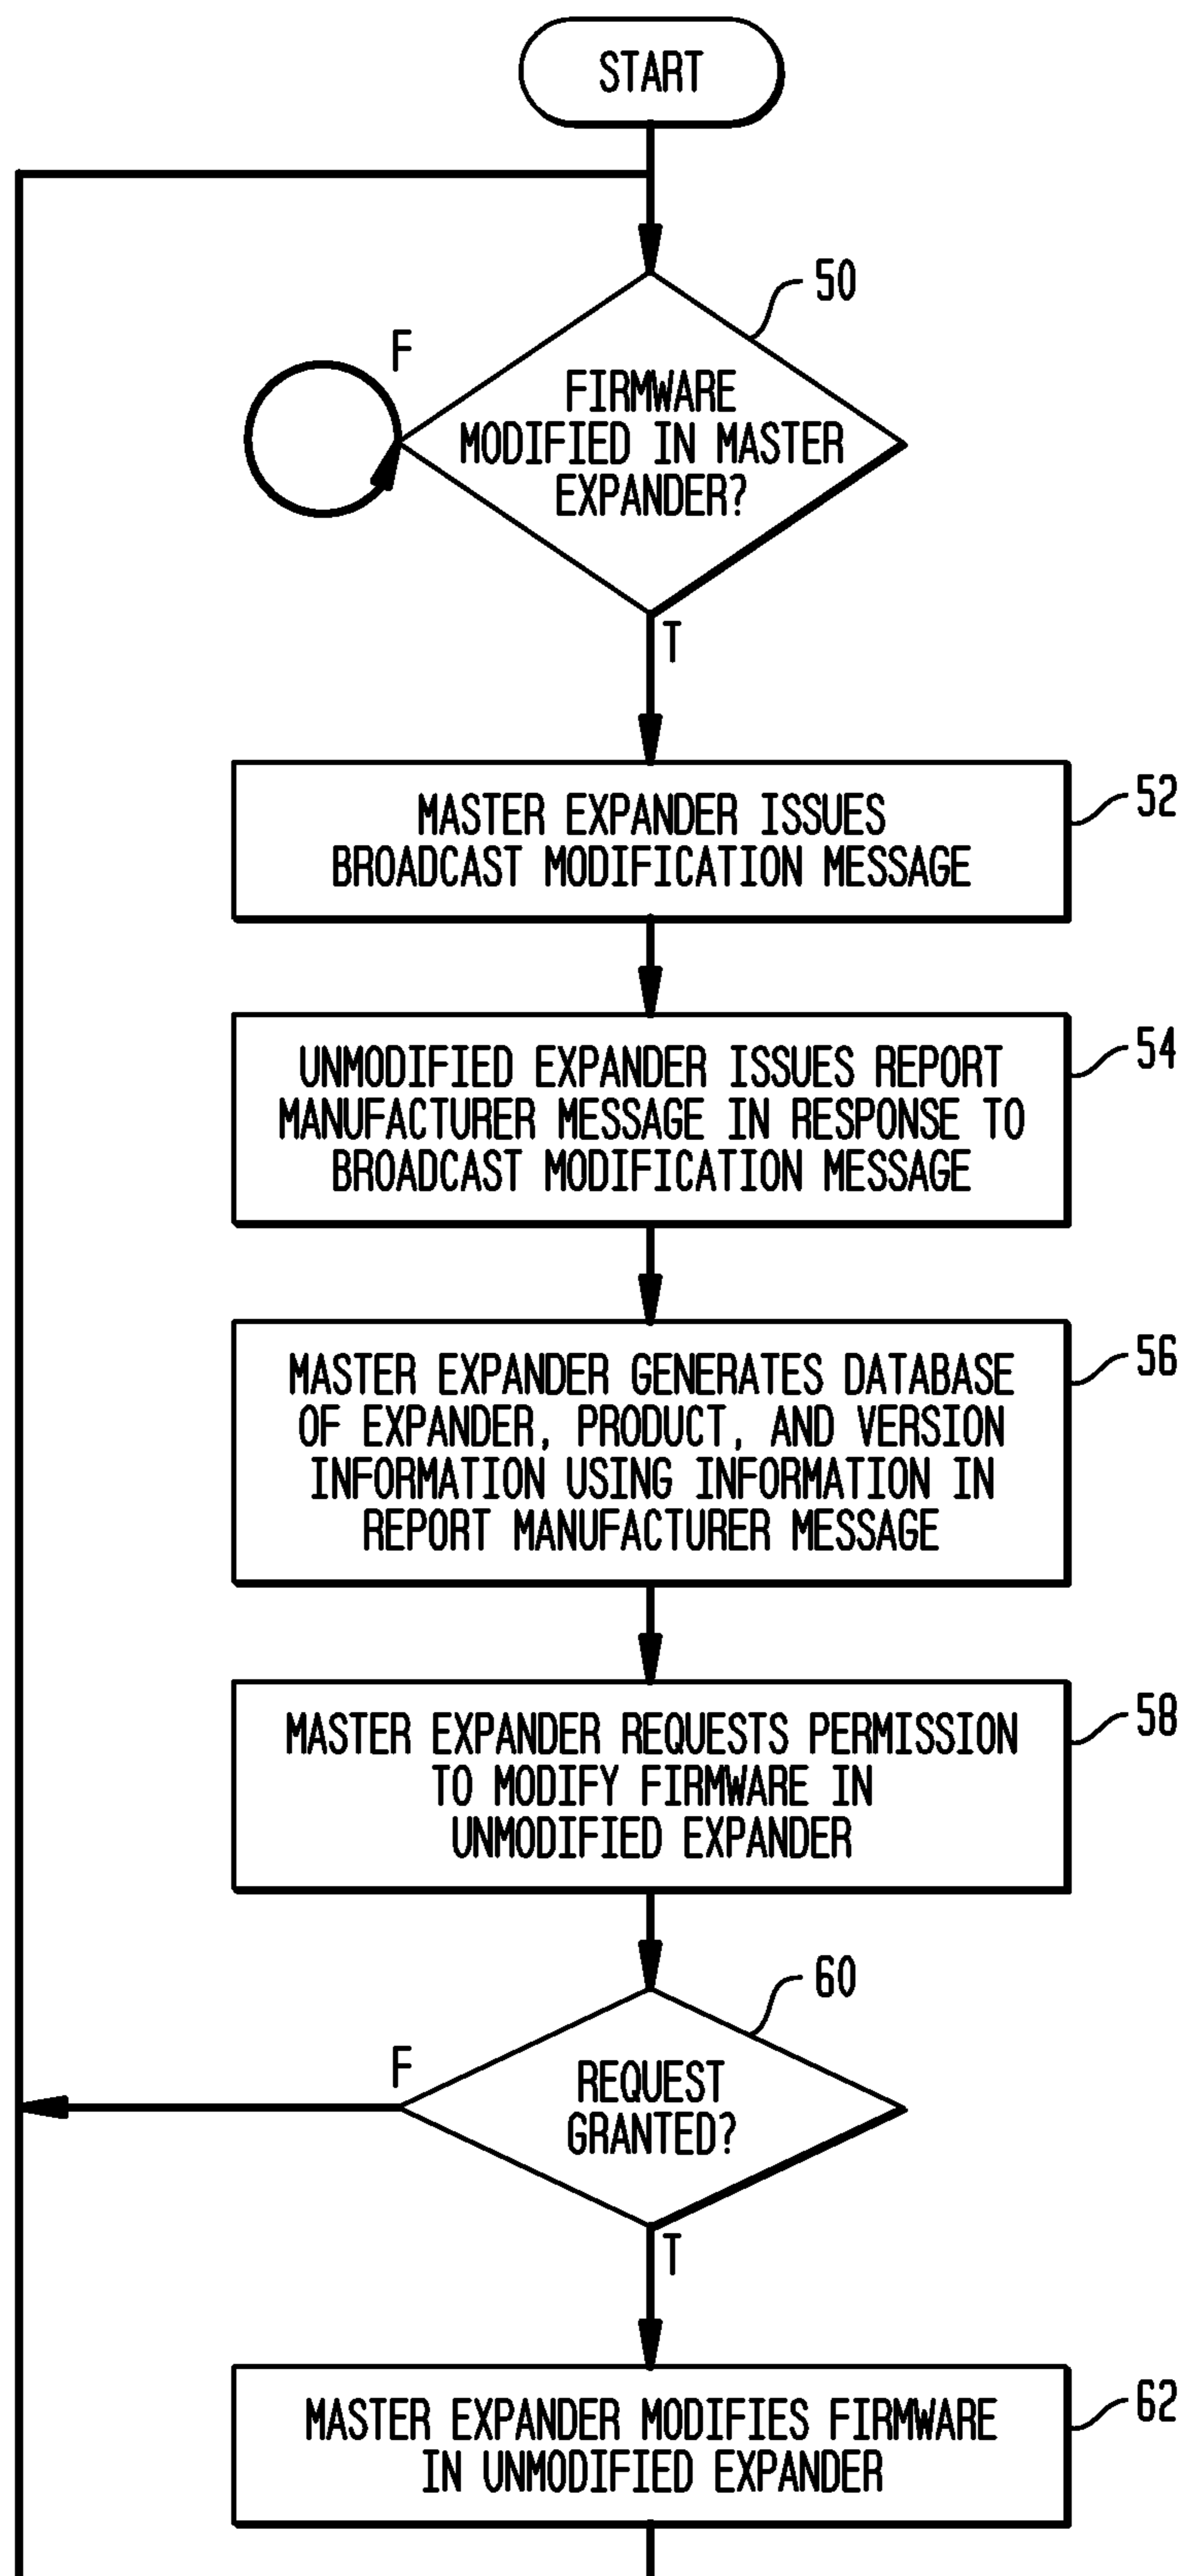 START
50
F
FIRMWARE
MODIFIED IN MASTER
EXPANDER?
T
MASTER EXPANDER ISSUES
BROADCAST MODIFICATION MESSAGE
52
UNMODIFIED EXPANDER ISSUES REPORT
MANUFACTURER MESSAGE IN RESPONSE TO
BROADCAST MODIFICATION MESSAGE
54
MASTER EXPANDER GENERATES DATABASE
OF EXPANDER, PRODUCT, AND VERSION
INFORMATION USING INFORMATION IN
REPORT MANUFACTURER MESSAGE
56
MASTER EXPANDER REQUESTS PERMISSION
TO MODIFY FIRMWARE IN
UNMODIFIED EXPANDER
58
60
F
REQUEST
GRANTED?
T
MASTER EXPANDER MODIFIES FIRMWARE
IN UNMODIFIED EXPANDER
62